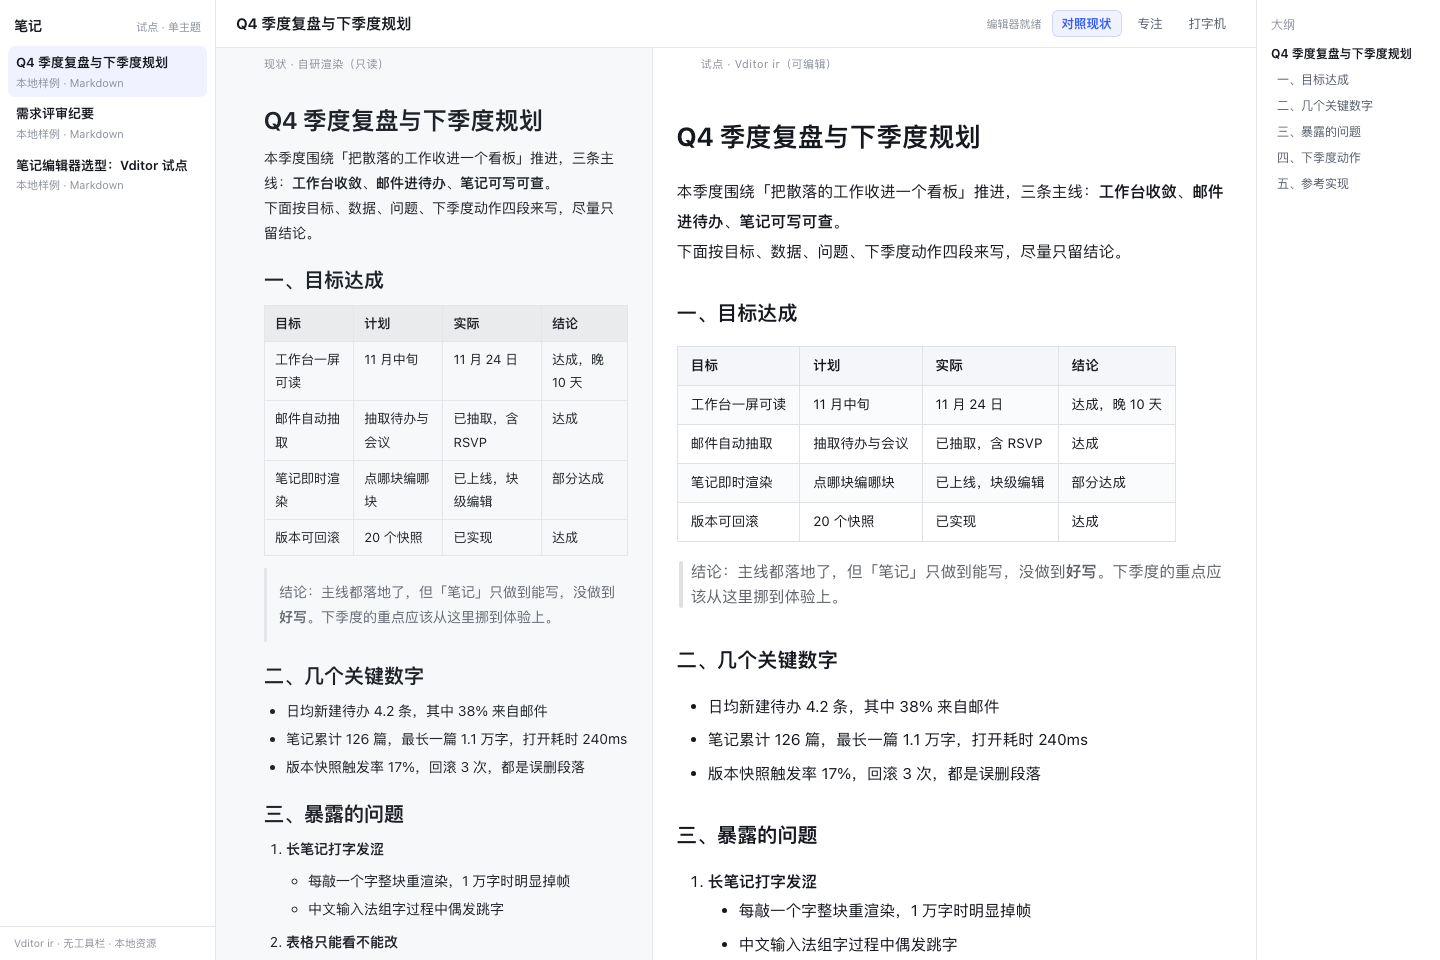 笔记
试点 · 单主题
Q4 季度复盘与下季度规划
本地样例 · Markdown
需求评审纪要
本地样例 · Markdown
笔记编辑器选型：Vditor 试点
本地样例 · Markdown
Vditor ir · 无工具栏 · 本地资源
Q4 季度复盘与下季度规划
编辑器就绪
对照现状
专注
打字机
现状 · 自研渲染（只读）
Q4 季度复盘与下季度规划
本季度围绕「把散落的工作收进一个看板」推进，三条主
线：工作台收敛、邮件进待办、笔记可写可查。
下面按目标、数据、问题、下季度动作四段来写，尽量只
留结论。
一、目标达成
目标 计划 实际 结论
工作台一屏 11 月中旬 11 月 24 日 达成，晚
可读 10 天
邮件自动抽 抽取待办与 已抽取，含 达成
取 会议 RSVP
笔记即时渲 点哪块编哪 已上线，块 部分达成
染 块 级编辑
版本可回滚 20 个快照 已实现 达成
结论：主线都落地了，但「笔记」只做到能写，没做到
好写。下季度的重点应该从这里挪到体验上。
二、几个关键数字
• 日均新建待办 4.2 条，其中 38% 来自邮件
• 笔记累计 126 篇，最长一篇 1.1 万字，打开耗时 240ms
• 版本快照触发率 17%，回滚 3 次，都是误删段落
三、暴露的问题
1. 长笔记打字发涩
◦ 每敲一个字整块重渲染，1 万字时明显掉帧
◦ 中文输入法组字过程中偶发跳字
2. 表格只能看不能改
试点 · Vditor ir（可编辑）
Q4 季度复盘与下季度规划
本季度围绕「把散落的工作收进一个看板」推进，三条主线：工作台收敛、邮件
进待办、笔记可写可查。
下面按目标、数据、问题、下季度动作四段来写，尽量只留结论。
一、目标达成
目标 计划 实际 结论
工作台一屏可读 11 月中旬 11 月 24 日 达成，晚 10 天
邮件自动抽取 抽取待办与会议 已抽取，含 RSVP 达成
笔记即时渲染 点哪块编哪块 已上线，块级编辑 部分达成
版本可回滚 20 个快照 已实现 达成
结论：主线都落地了，但「笔记」只做到能写，没做到好写。下季度的重点应
该从这里挪到体验上。
二、几个关键数字
• 日均新建待办 4.2 条，其中 38% 来自邮件
• 笔记累计 126 篇，最长一篇 1.1 万字，打开耗时 240ms
• 版本快照触发率 17%，回滚 3 次，都是误删段落
三、暴露的问题
1. 长笔记打字发涩
• 每敲一个字整块重渲染，1 万字时明显掉帧
• 中文输入法组字过程中偶发跳字
大纲
Q4 季度复盘与下季度规划
一、目标达成
二、几个关键数字
三、暴露的问题
四、下季度动作
五、参考实现